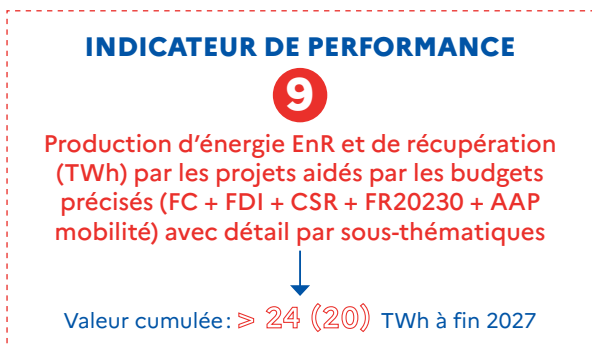 INDICATEUR DE PERFORMANCE
9
Production d'énergie EnR et de récupération
(TWh) par les projets aidés par les budgets
précisés (FC + FDI + CSR + FR20230 + AAP
mobilité) avec détail par sous-thématiques
Valeur cumulée : > 24 (20) TWh à fin 2027